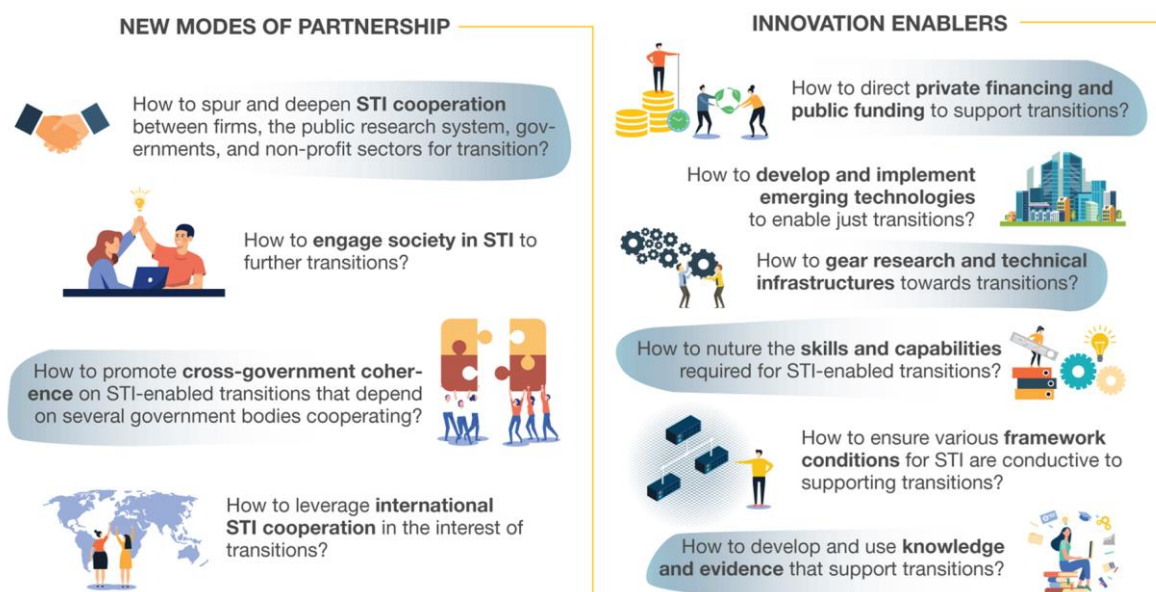 NEW MODES OF PARTNERSHIP
How to spur and deepen STI cooperation
between firms, the public research system, gov-
ernments, and non-profit sectors for transition?
How to engage society in STI to
further transitions?
How to promote cross-government coher-
ence on STI-enabled transitions that depend
on several government bodies cooperating?
How to leverage international
STI cooperation in the interest of
transitions?
INNOVATION ENABLERS
How to direct private financing and
public funding to support transitions?
How to develop and implement
emerging technologies
to enable just transitions?
How to gear research and technical
infrastructures towards transitions?
How to nuture the skills and capabilities
required for STI-enabled transitions?
How to ensure various framework
conditions for STI are conductive to
supporting transitions?
How to develop and use knowledge
and evidence that support transitions?